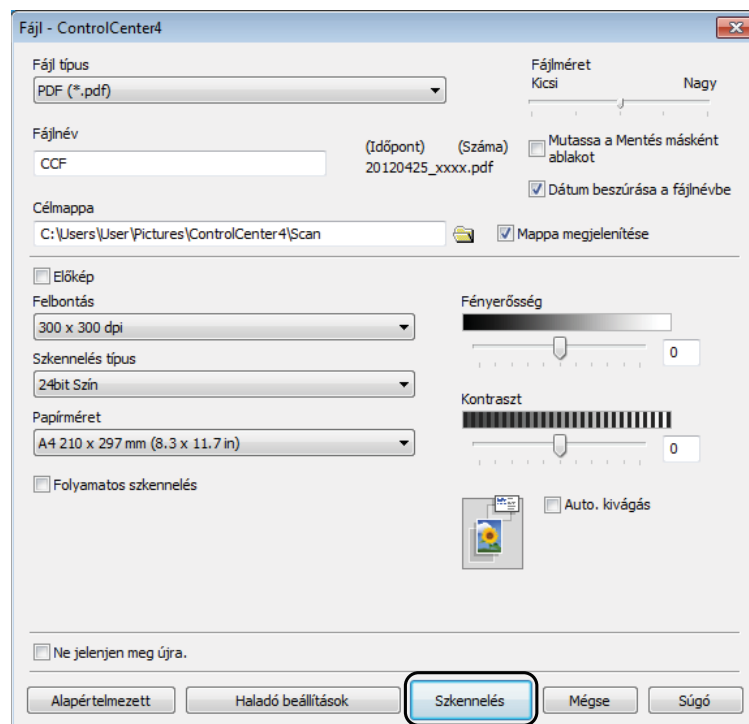 Fájl - ControlCenter4
Fájl típus
PDF (*.pdf)
Fájlméret
Kicsi Nagy
Fájlnév
CCF
(Időpont) (Száma)
20120425_xxxx.pdf
Mutassa a Mentés másként
ablakot
Dátum beszúrása a fájlnévbe
Célmappa
C:\Users\User\Pictures\ControlCenter4\Scan
Mappa megjelenítése
Előkép
Felbontás
300 x 300 dpi
Szkennelés típus
24bit Szín
Papírméret
A4 210 x 297 mm (8.3 x 11.7 in)
Folyamatos szkennelés
Fényerősség
0
Kontraszt
0
Auto. kivágás
Ne jelenjen meg újra.
Alapértelmezett Haladó beállítások Szkennelés Mégse Súgó